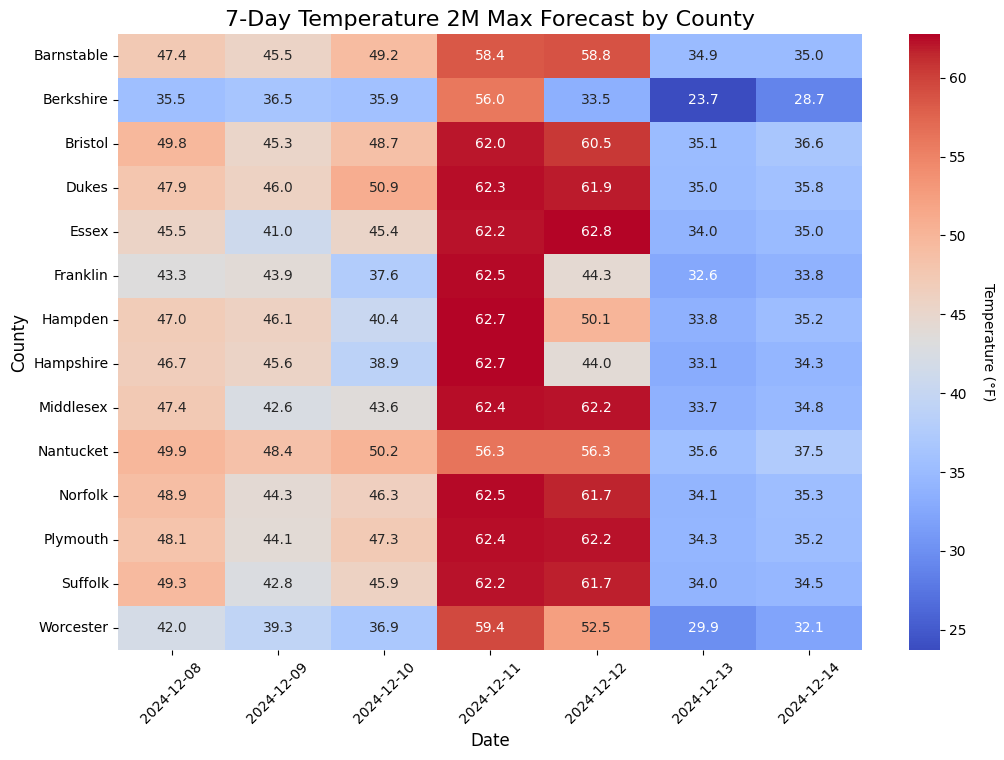 7-Day Temperature 2M Max Forecast by County
County
Barnstable 47.4 45.5 49.2 58.4 58.8 34.9 35.0
Berkshire 35.5 36.5 35.9 56.0 33.5 23.7 28.7
Bristol 49.8 45.3 48.7 62.0 60.5 35.1 36.6
Dukes 47.9 46.0 50.9 62.3 61.9 35.0 35.8
Essex 45.5 41.0 45.4 62.2 62.8 34.0 35.0
Franklin 43.3 43.9 37.6 62.5 44.3 32.6 33.8
Hampden 47.0 46.1 40.4 62.7 50.1 33.8 35.2
Hampshire 46.7 45.6 38.9 62.7 44.0 33.1 34.3
Middlesex 47.4 42.6 43.6 62.4 62.2 33.7 34.8
Nantucket 49.9 48.4 50.2 56.3 56.3 35.6 37.5
Norfolk 48.9 44.3 46.3 62.5 61.7 34.1 35.3
Plymouth 48.1 44.1 47.3 62.4 62.2 34.3 35.2
Suffolk 49.3 42.8 45.9 62.2 61.7 34.0 34.5
Worcester 42.0 39.3 36.9 59.4 52.5 29.9 32.1
2024-12-08 2024-12-09 2024-12-10 2024-12-11 2024-12-12 2024-12-13 2024-12-14
Date
60
55
50
45
40
35
30
25
Temperature (°F)